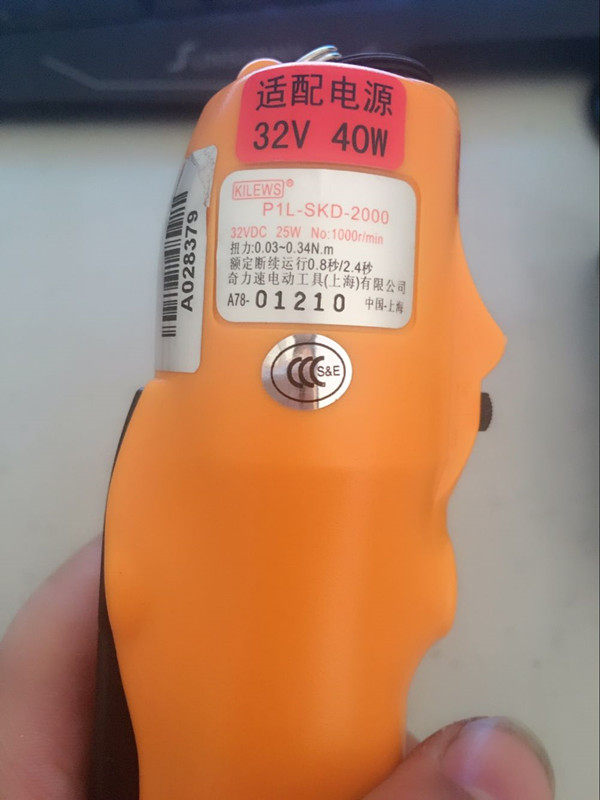 适配电源
32V 40W
KILEWS®
P1L-SKD-2000
32VDC 25W No:1000r/min
扭力:0.03~0.34N.m
额定断续运行0.8秒/2.4秒
奇力速电动工具(上海)有限公司
A78-01210 中国-上海
A028379
CCC S&E